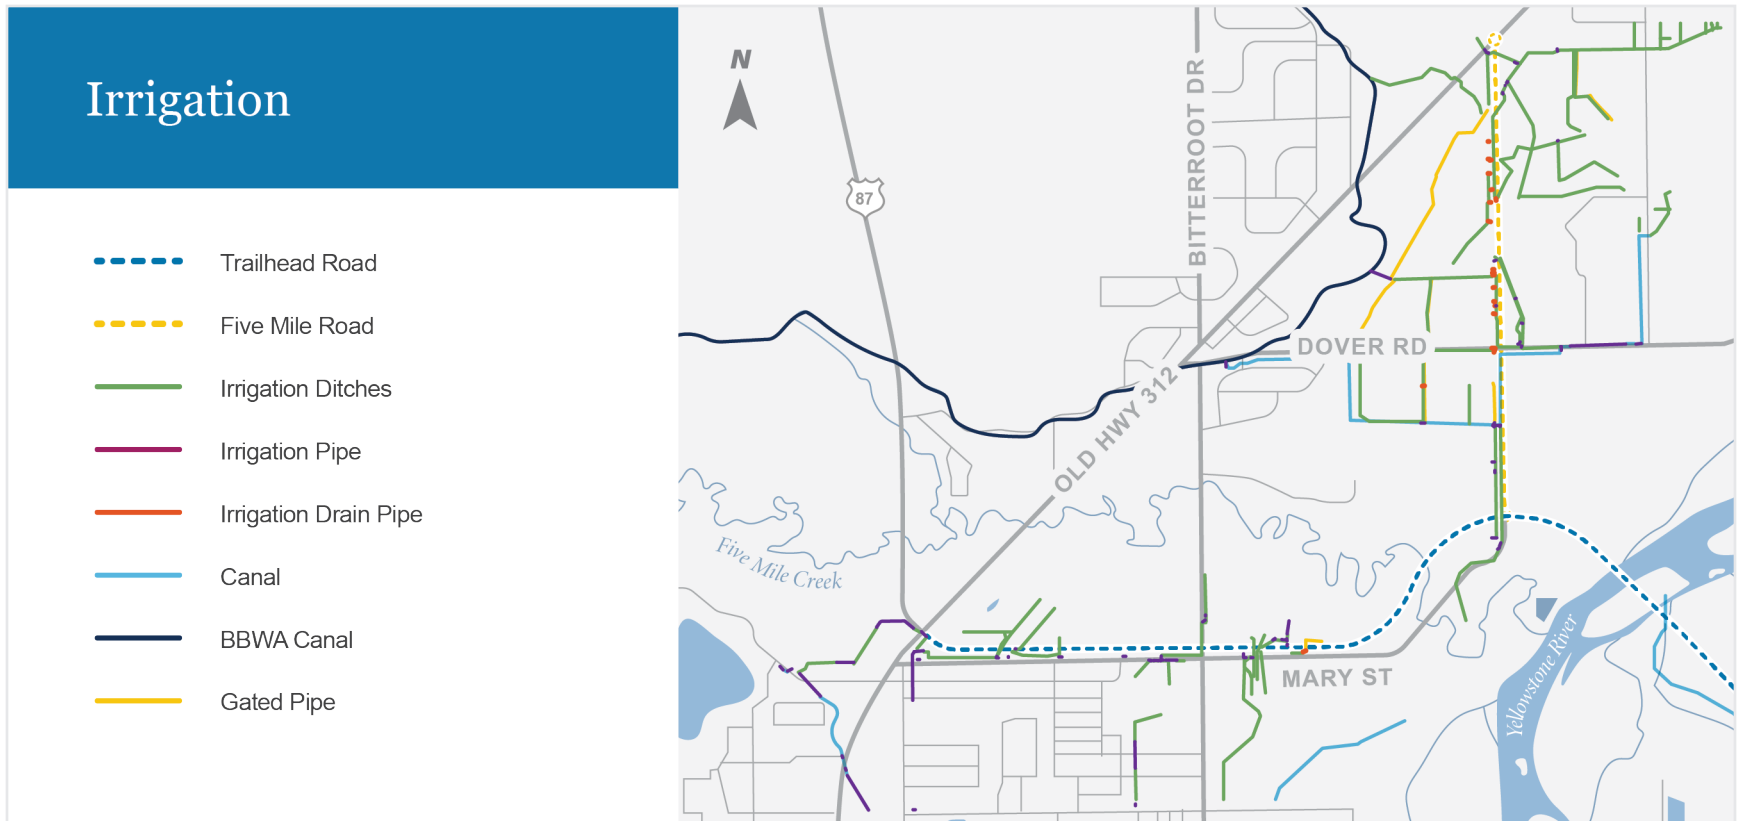 Irrigation
Trailhead Road
Five Mile Road
Irrigation Ditches
Irrigation Pipe
Irrigation Drain Pipe
Canal
BBWA Canal
Gated Pipe
N
87
BITTERROOT DR
DOVER RD
OLD HWY 312
Five Mile Creek
MARY ST
Yellowstone River